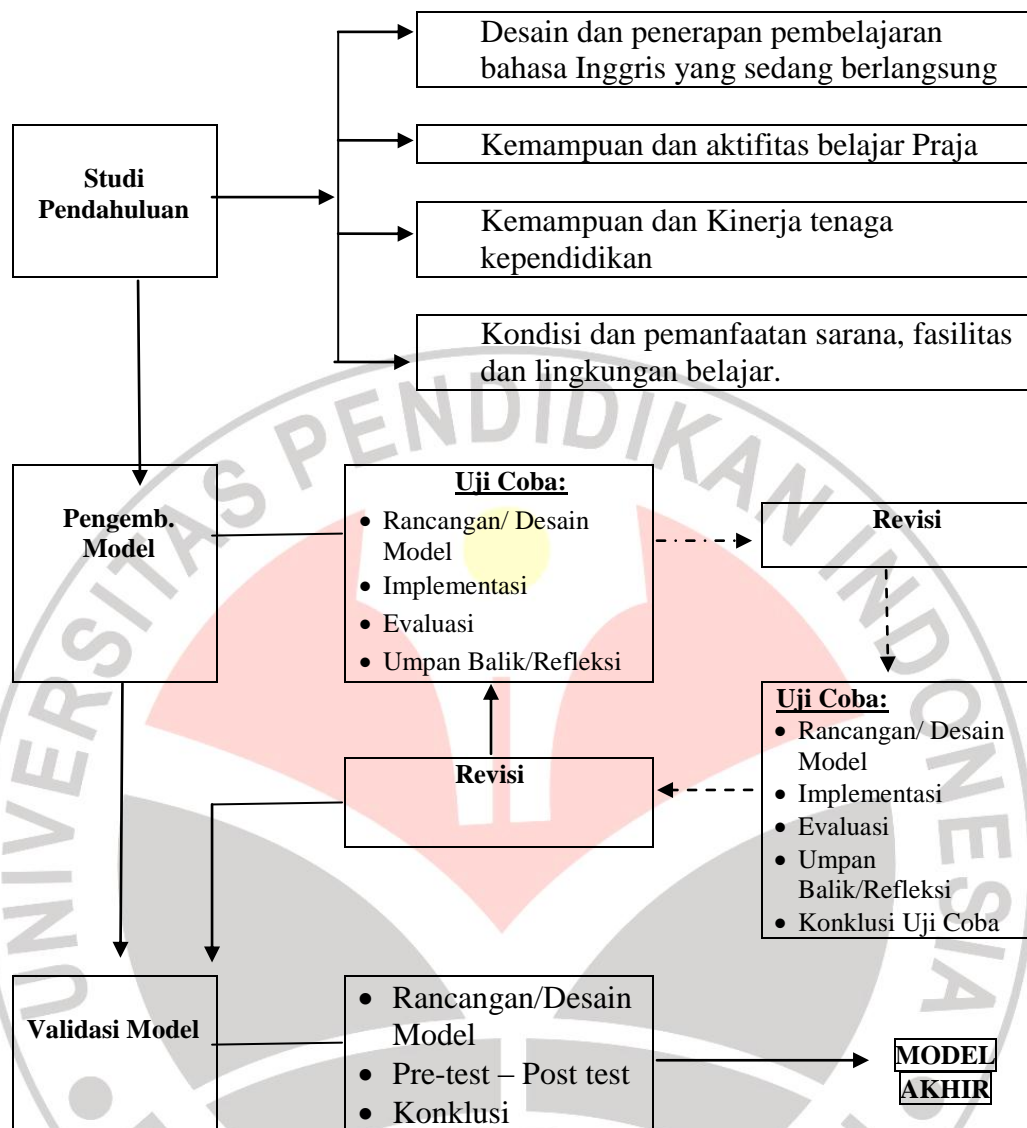 Desain dan penerapan pembelajaran
bahasa Inggris yang sedang berlangsung
Studi
Pendahuluan
Kemampuan dan aktifitas belajar Praja
Kemampuan dan Kinerja tenaga
kependidikan
Kondisi dan pemanfaatan sarana, fasilitas
dan lingkungan belajar.
Pengemb.
Model
Uji Coba:
• Rancangan/ Desain
Model
• Implementasi
• Evaluasi
• Umpan Balik/Refleksi
Revisi
Uji Coba:
• Rancangan/ Desain
Model
• Implementasi
• Evaluasi
• Umpan
Balik/Refleksi
• Konklusi Uji Coba
Revisi
Validasi Model
• Rancangan/Desain
Model
• Pre-test – Post test
• Konklusi
MODEL
AKHIR
UNIVERSITAS PENDIDIKAN INDONESIA